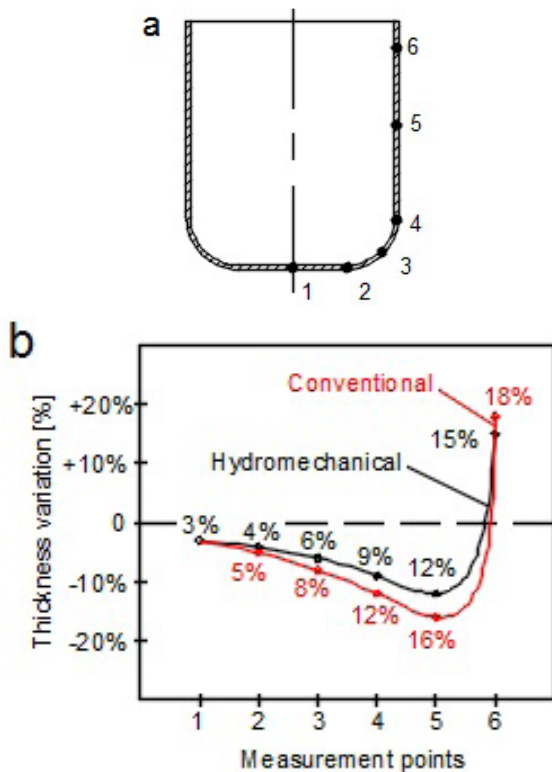 a
6
5
4
3
1 2
b
Thickness variation [%]
+20%
+10%
0
-10%
-20%
Conventional
18%
15%
Hydromechanical
3% 4% 6% 9% 12%
5% 8% 12% 16%
1 2 3 4 5 6
Measurement points